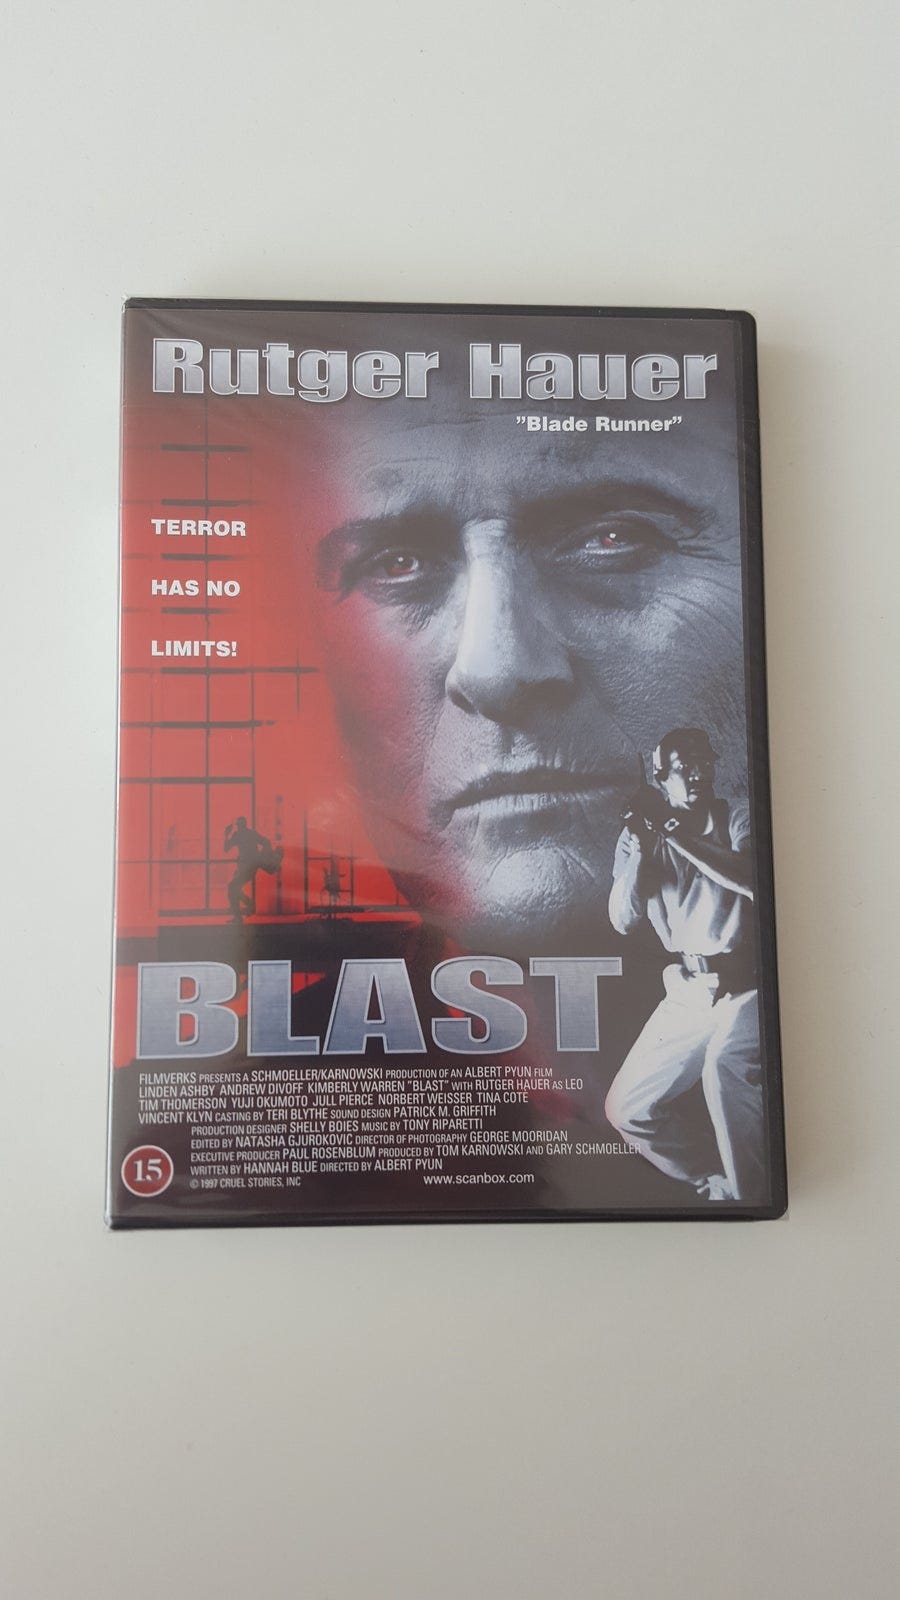 Rutger Hauer
"Blade Runner"
TERROR
HAS NO
LIMITS!
BLAST
FILMVERKS PRESENTS A SCHMOELLER/KARNOWSKI PRODUCTION OF AN ALBERT PYUN FILM
LINDEN ASHBY ANDREW DIVOFF KIMBERLY WARREN "BLAST" WITH RUTGER HAUER AS LEO
TIM THOMERSON YUJI OKUMOTO JULL PIERCE NORBERT WEISSER TINA COTE
VINCENT KLYN CASTING BY TERI BLYTHE SOUND DESIGN PATRICK M. GRIFFITH
PRODUCTION DESIGNER SHELLY BOIES MUSIC BY TONY RIPARETTI
EDITED BY NATASHA GJUROKOVIC DIRECTOR OF PHOTOGRAPHY GEORGE MOORIDAN
EXECUTIVE PRODUCER PAUL ROSENBLUM PRODUCED BY TOM KARNOWSKI AND GARY SCHMOELLER
WRITTEN BY HANNAH BLUE DIRECTED BY ALBERT PYUN
15
© 1997 CRUEL STORIES, INC
www.scanbox.com